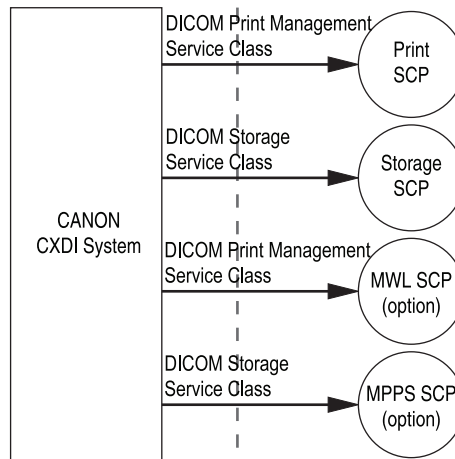 DICOM Print Management
Service Class
Print
SCP
DICOM Storage
Service Class
Storage
SCP
CANON
CXDI System
DICOM Print Management
Service Class
MWL SCP
(option)
DICOM Storage
Service Class
MPPS SCP
(option)